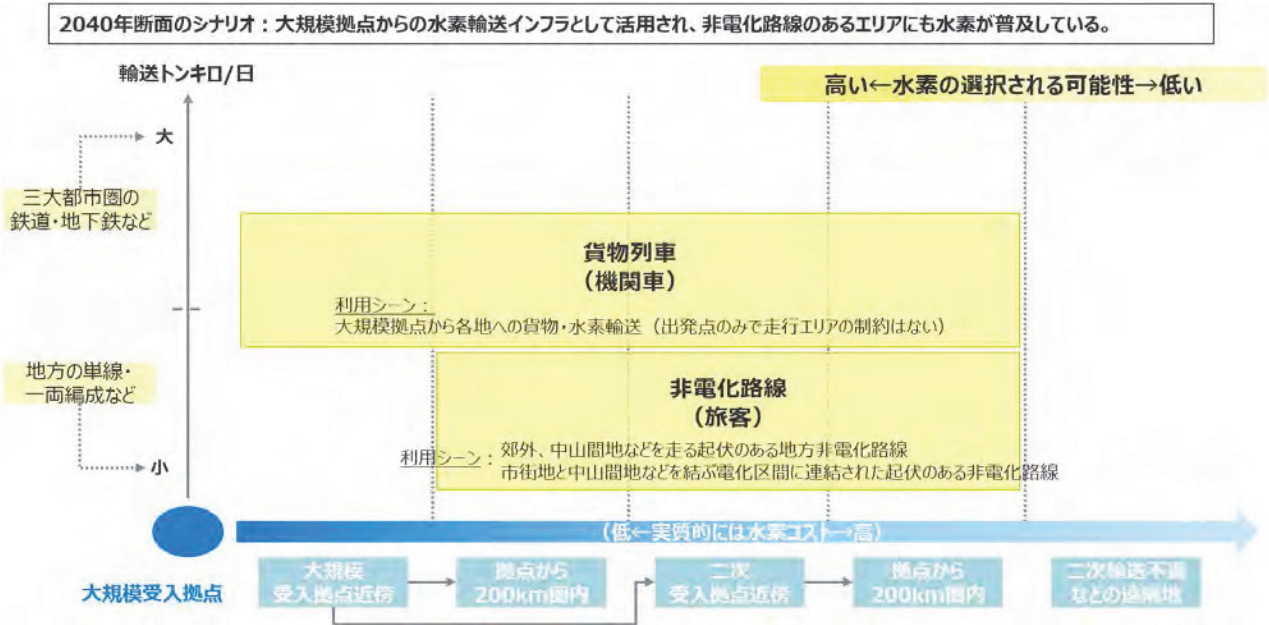 2040年断面のシナリオ：大規模拠点からの水素輸送インフラとして活用され、非電化路線のあるエリアにも水素が普及している。
輸送トンキロ/日
高い←水素の選択される可能性→低い
大
三大都市圏の
鉄道・地下鉄など
貨物列車
（機関車）
利用シーン：
大規模拠点から各地への貨物・水素輸送（出発点のみで走行エリアの制約はない）
地方の単線・
一両編成など
非電化路線
（旅客）
利用シーン：
郊外、中山間地などを走る起伏のある地方非電化路線
市街地と中山間地などを結ぶ電化区間に連結された起伏のある非電化路線
小
（低←実質的には水素コスト→高）
大規模受入拠点
大規模
受入拠点近傍
拠点から
200km圏内
二次
受入拠点近傍
拠点から
200km圏内
二次輸送不適
などの遠隔地